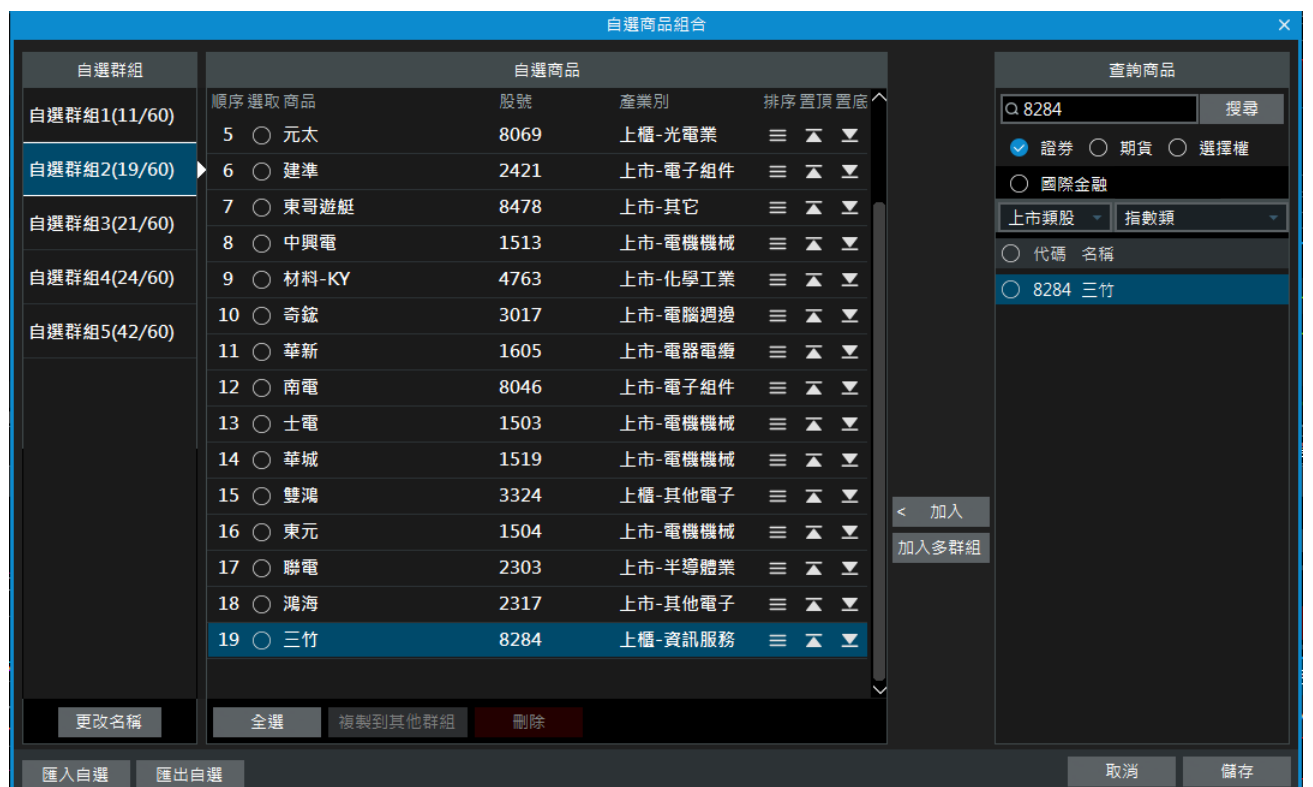 自選商品組合 ×
自選群組
自選群組1(11/60)
自選群組2(19/60)
自選群組3(21/60)
自選群組4(24/60)
自選群組5(42/60)
更改名稱
自選商品
順序 選取 商品 股號 產業別 排序 置頂 置底
5 元太 8069 上櫃-光電業
6 建準 2421 上市-電子組件
7 東哥遊艇 8478 上市-其它
8 中興電 1513 上市-電機機械
9 材料-KY 4763 上市-化學工業
10 奇鋐 3017 上市-電腦週邊
11 華新 1605 上市-電器電纜
12 南電 8046 上市-電子組件
13 士電 1503 上市-電機機械
14 華城 1519 上市-電機機械
15 雙鴻 3324 上櫃-其他電子
16 東元 1504 上市-電機機械
17 聯電 2303 上市-半導體業
18 鴻海 2317 上市-其他電子
19 三竹 8284 上櫃-資訊服務
全選 複製到其他群組 刪除
< 加入
加入多群組
查詢商品
8284 搜尋
證券 期貨 選擇權
國際金融
上市類股 指數類
代碼 名稱
8284 三竹
匯入自選 匯出自選 取消 儲存